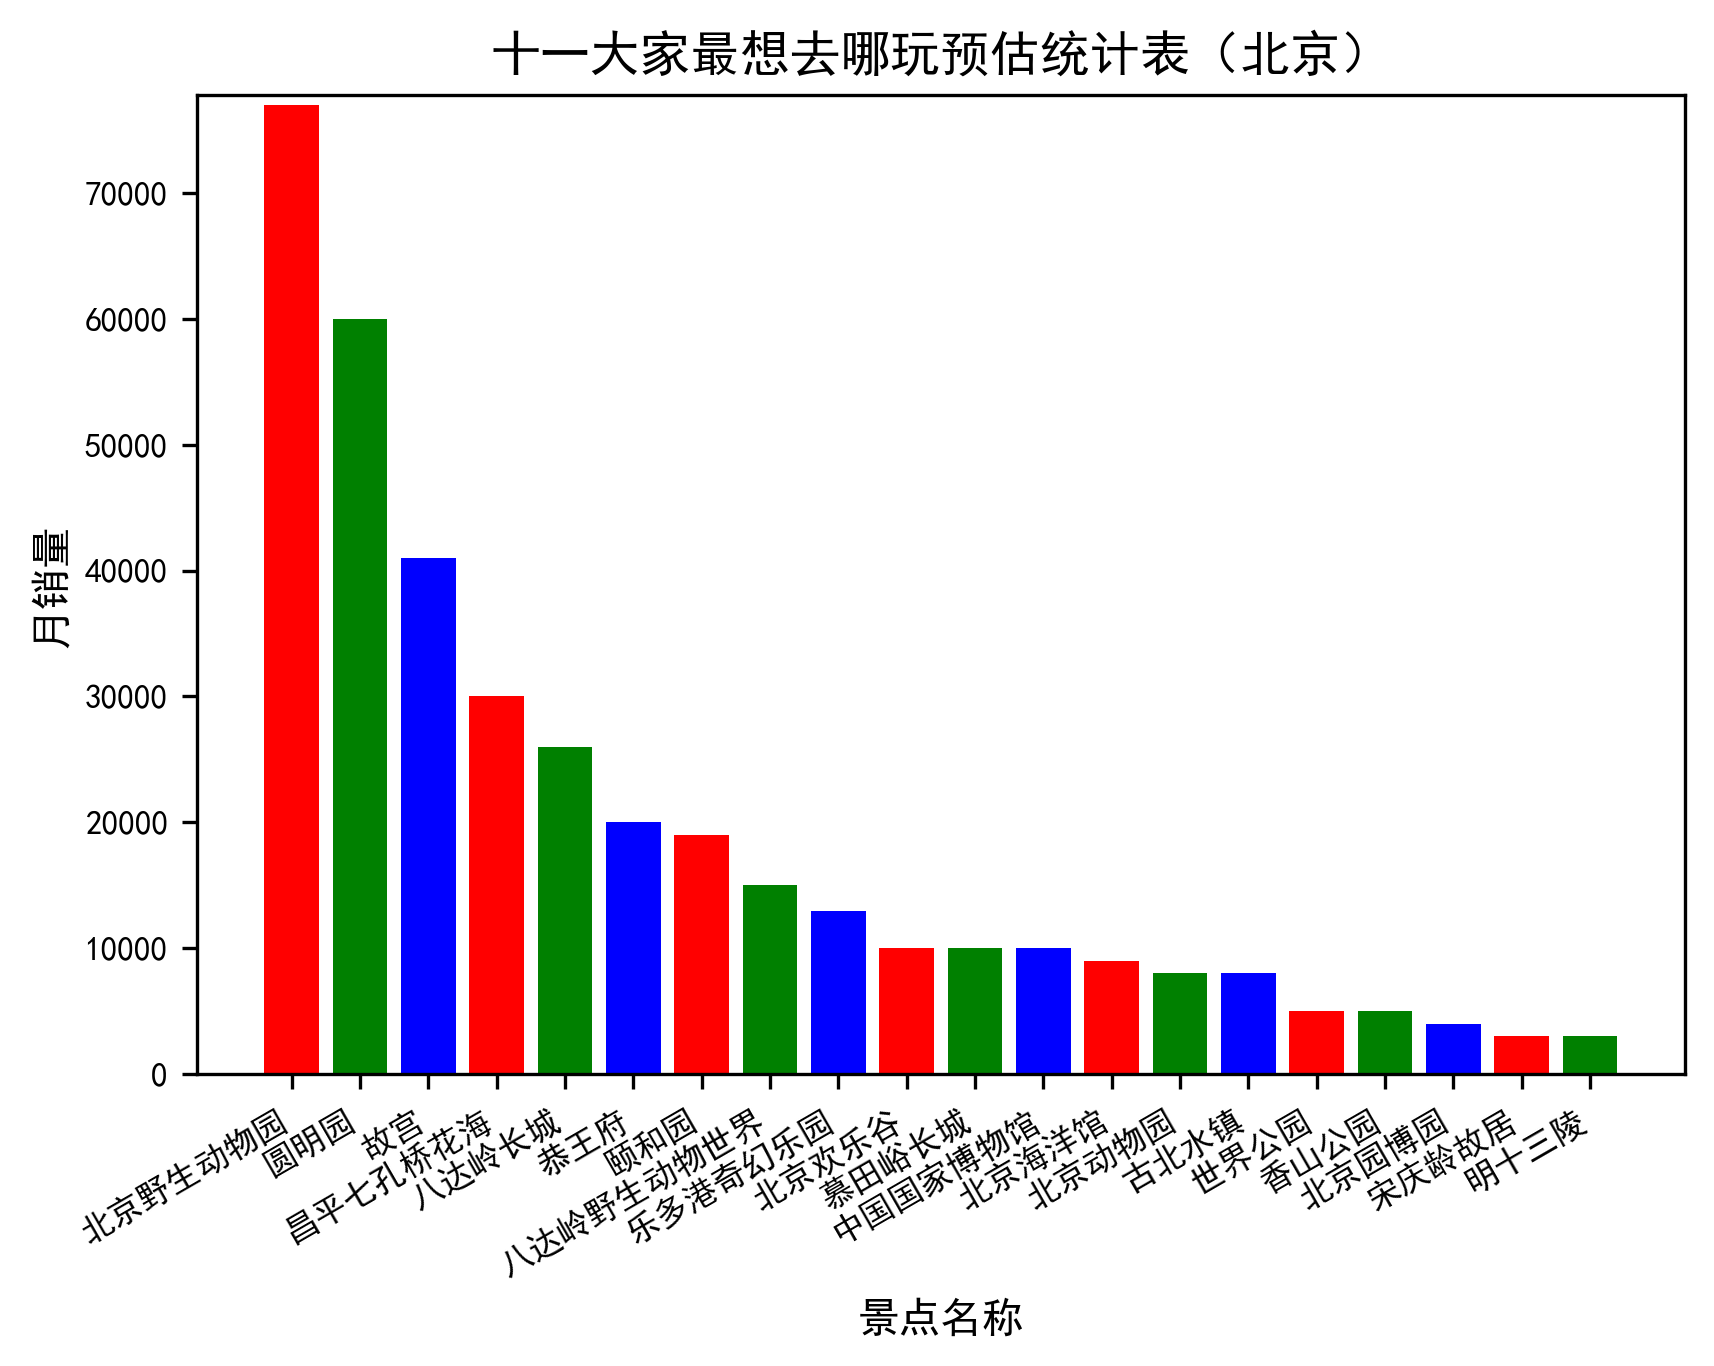 十一大家最想去哪玩预估统计表（北京）
月销量
70000
60000
50000
40000
30000
20000
10000
0
北京野生动物园
圆明园
故宫
昌平七孔桥花海
八达岭长城
恭王府
颐和园
八达岭野生动物世界
乐多港奇幻乐园
北京欢乐谷
慕田峪长城
中国国家博物馆
北京海洋馆
北京动物园
古北水镇
世界公园
香山公园
北京园博园
宋庆龄故居
明十三陵
景点名称